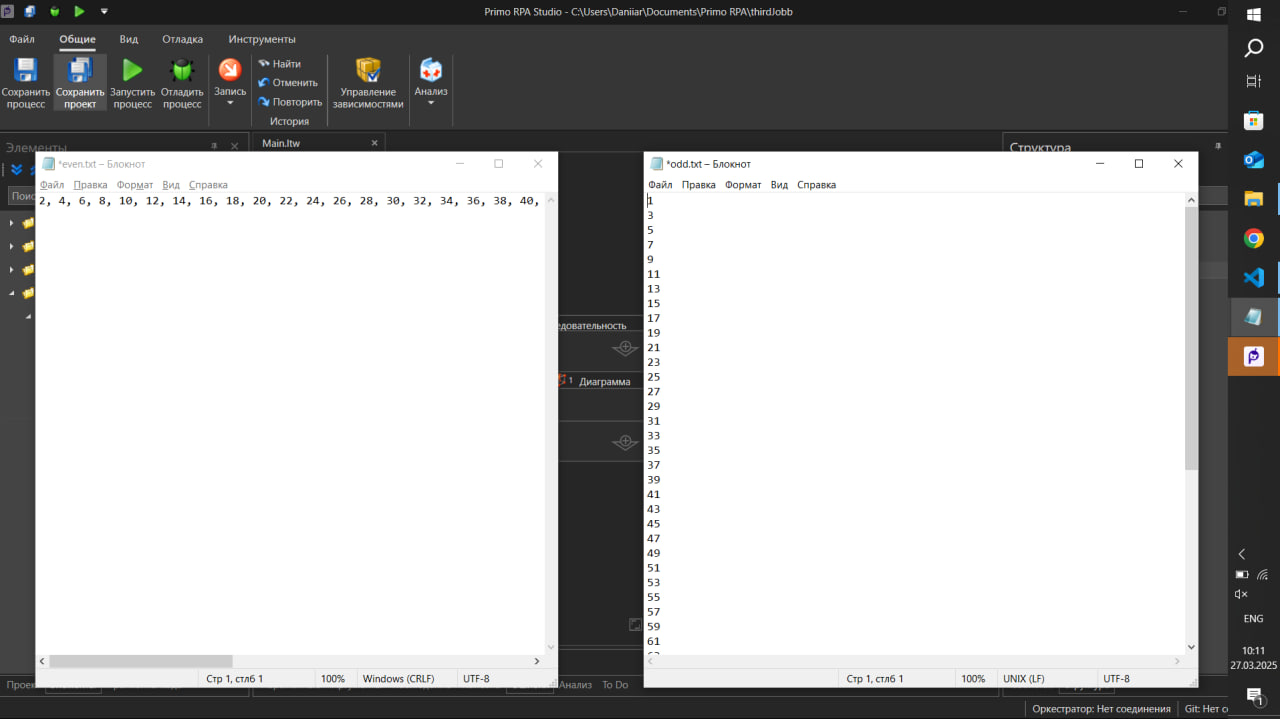 Primo RPA Studio - C:\Users\Daniiar\Documents\Primo RPA\thirdJobb
Файл Общие Вид Отладка Инструменты
Сохранить процесс
Сохранить проект
Запустить процесс
Отладить процесс
Запись
Найти
Отменить
Повторить
История
Управление зависимостями
Анализ
Элементы
Main.ltw
Структура
*even.txt – Блокнот
Файл Правка Формат Вид Справка
2, 4, 6, 8, 10, 12, 14, 16, 18, 20, 22, 24, 26, 28, 30, 32, 34, 36, 38, 40,
Стр 1, стлб 1 100% Windows (CRLF) UTF-8
*odd.txt – Блокнот
Файл Правка Формат Вид Справка
1
3
5
7
9
11
13
15
17
19
21
23
25
27
29
31
33
35
37
39
41
43
45
47
49
51
53
55
57
59
61
Стр 1, стлб 1 100% UNIX (LF) UTF-8
Поис
едовательность
1 Диаграмма
Проек
Анализ To Do
Оркестратор: Нет соединения Git: Нет со
ENG
10:11
27.03.2025
1